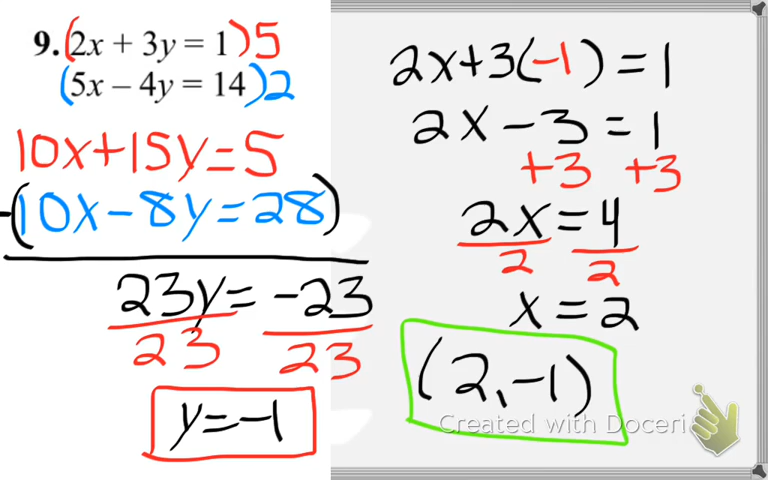 9. (2x + 3y = 1)5
(5x – 4y = 14)2
10x+15y=5
-(10x-8y=28)
23y= -23
23 23
y=-1
2x+3(-1)=1
2x-3=1
+3 +3
2x=4
2 2
x=2
(2,-1)
Created with Doceri